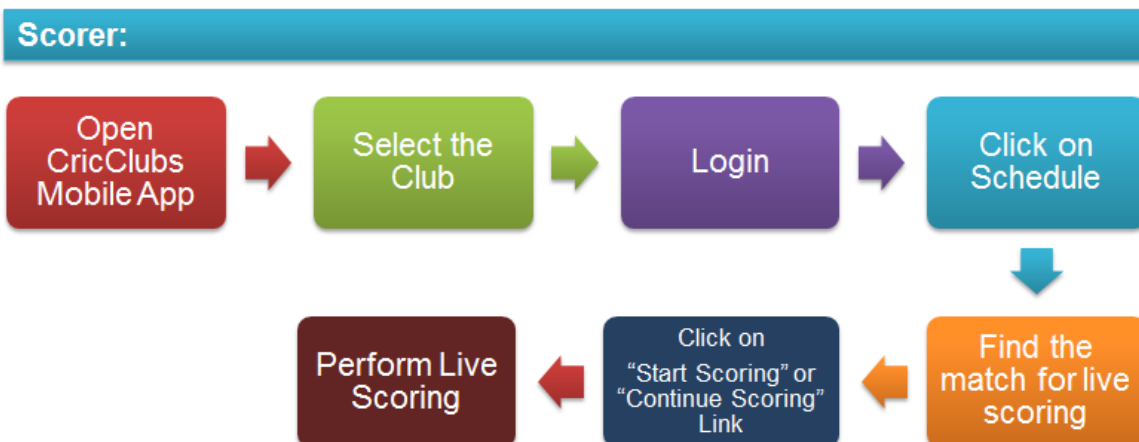 Scorer:
Open
CricClubs
Mobile App
Select the
Club
Login
Click on
Schedule
Find the
match for live
scoring
Click on
“Start Scoring” or
“Continue Scoring”
Link
Perform Live
Scoring